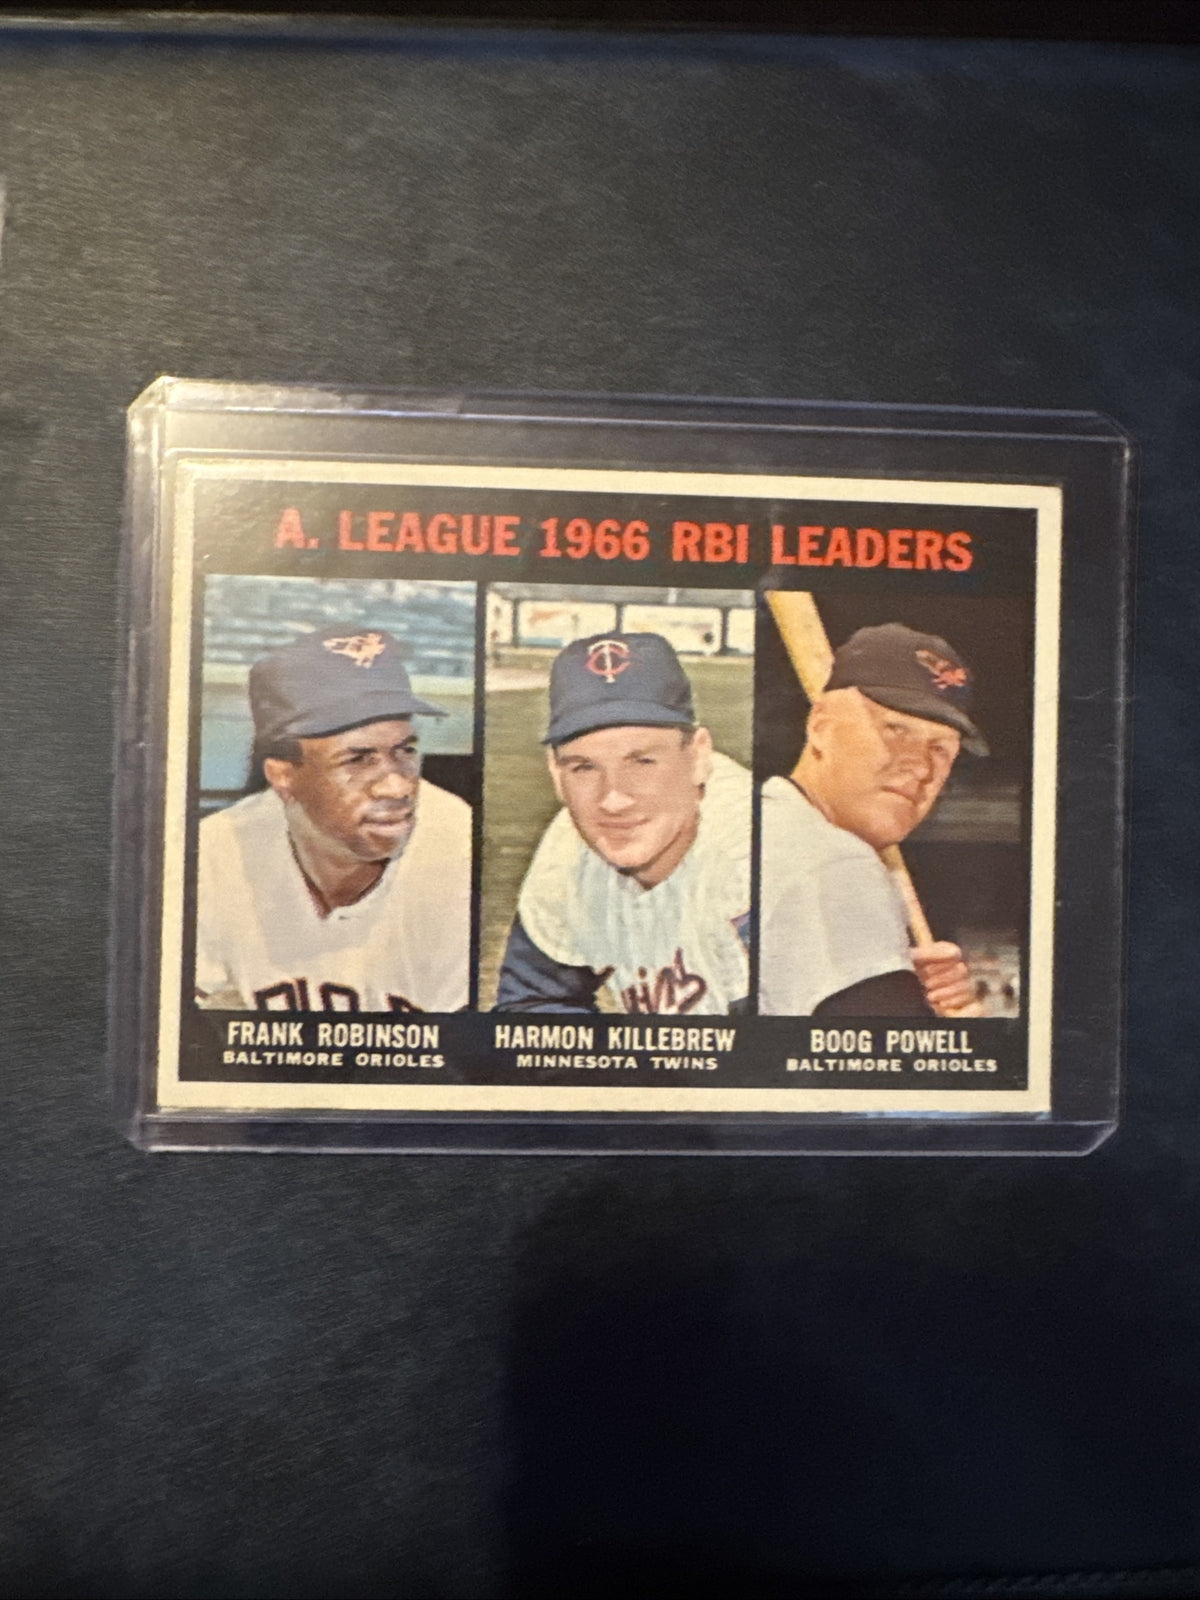 A. LEAGUE 1966 RBI LEADERS
FRANK ROBINSON
BALTIMORE ORIOLES
HARMON KILLEBREW
MINNESOTA TWINS
BOOG POWELL
BALTIMORE ORIOLES